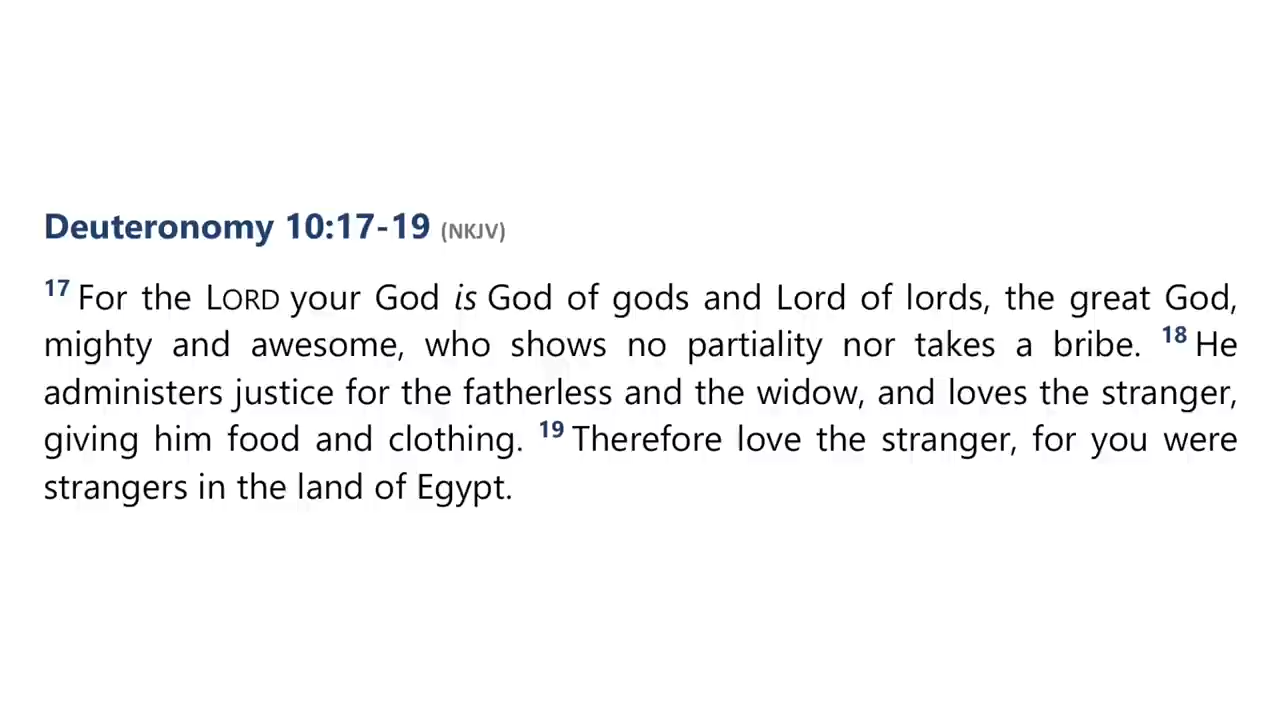 Deuteronomy 10:17-19 (NKJV)
17 For the LORD your God is God of gods and Lord of lords, the great God,
mighty and awesome, who shows no partiality nor takes a bribe. 18 He
administers justice for the fatherless and the widow, and loves the stranger,
giving him food and clothing. 19 Therefore love the stranger, for you were
strangers in the land of Egypt.